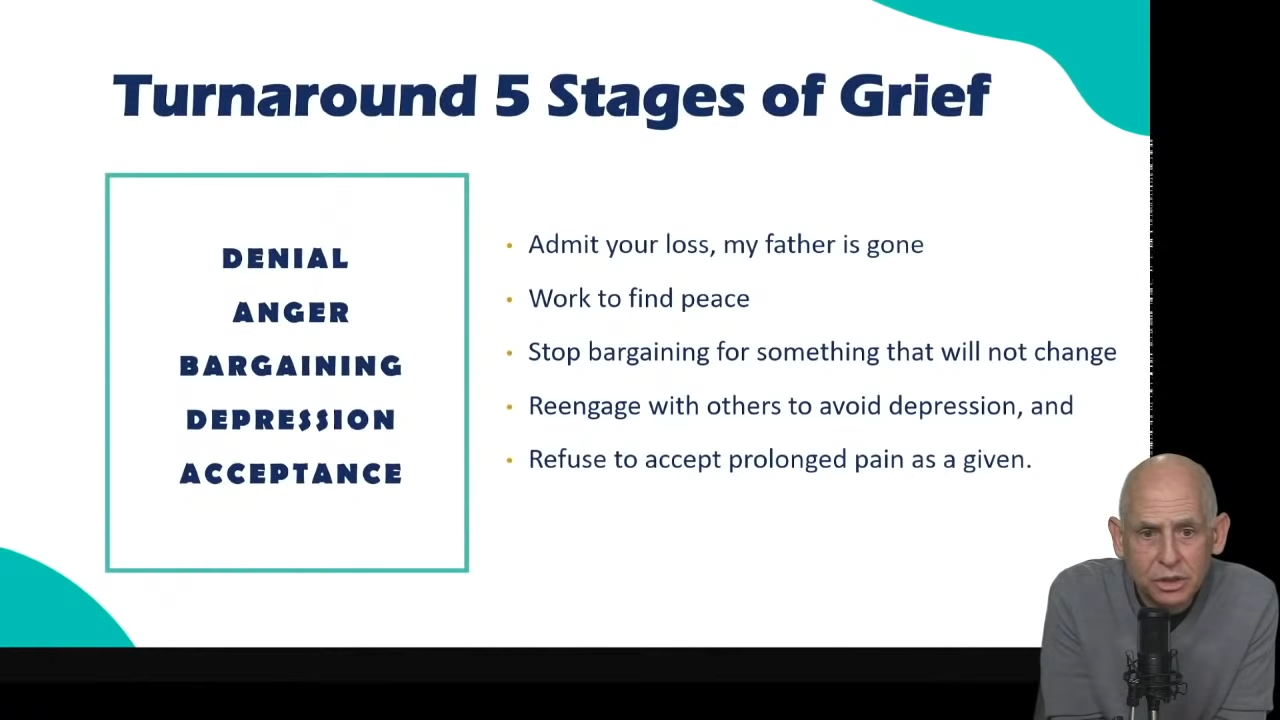 Turnaround 5 Stages of Grief
DENIAL
ANGER
BARGAINING
DEPRESSION
ACCEPTANCE
• Admit your loss, my father is gone
• Work to find peace
• Stop bargaining for something that will not change
• Reengage with others to avoid depression, and
• Refuse to accept prolonged pain as a given.